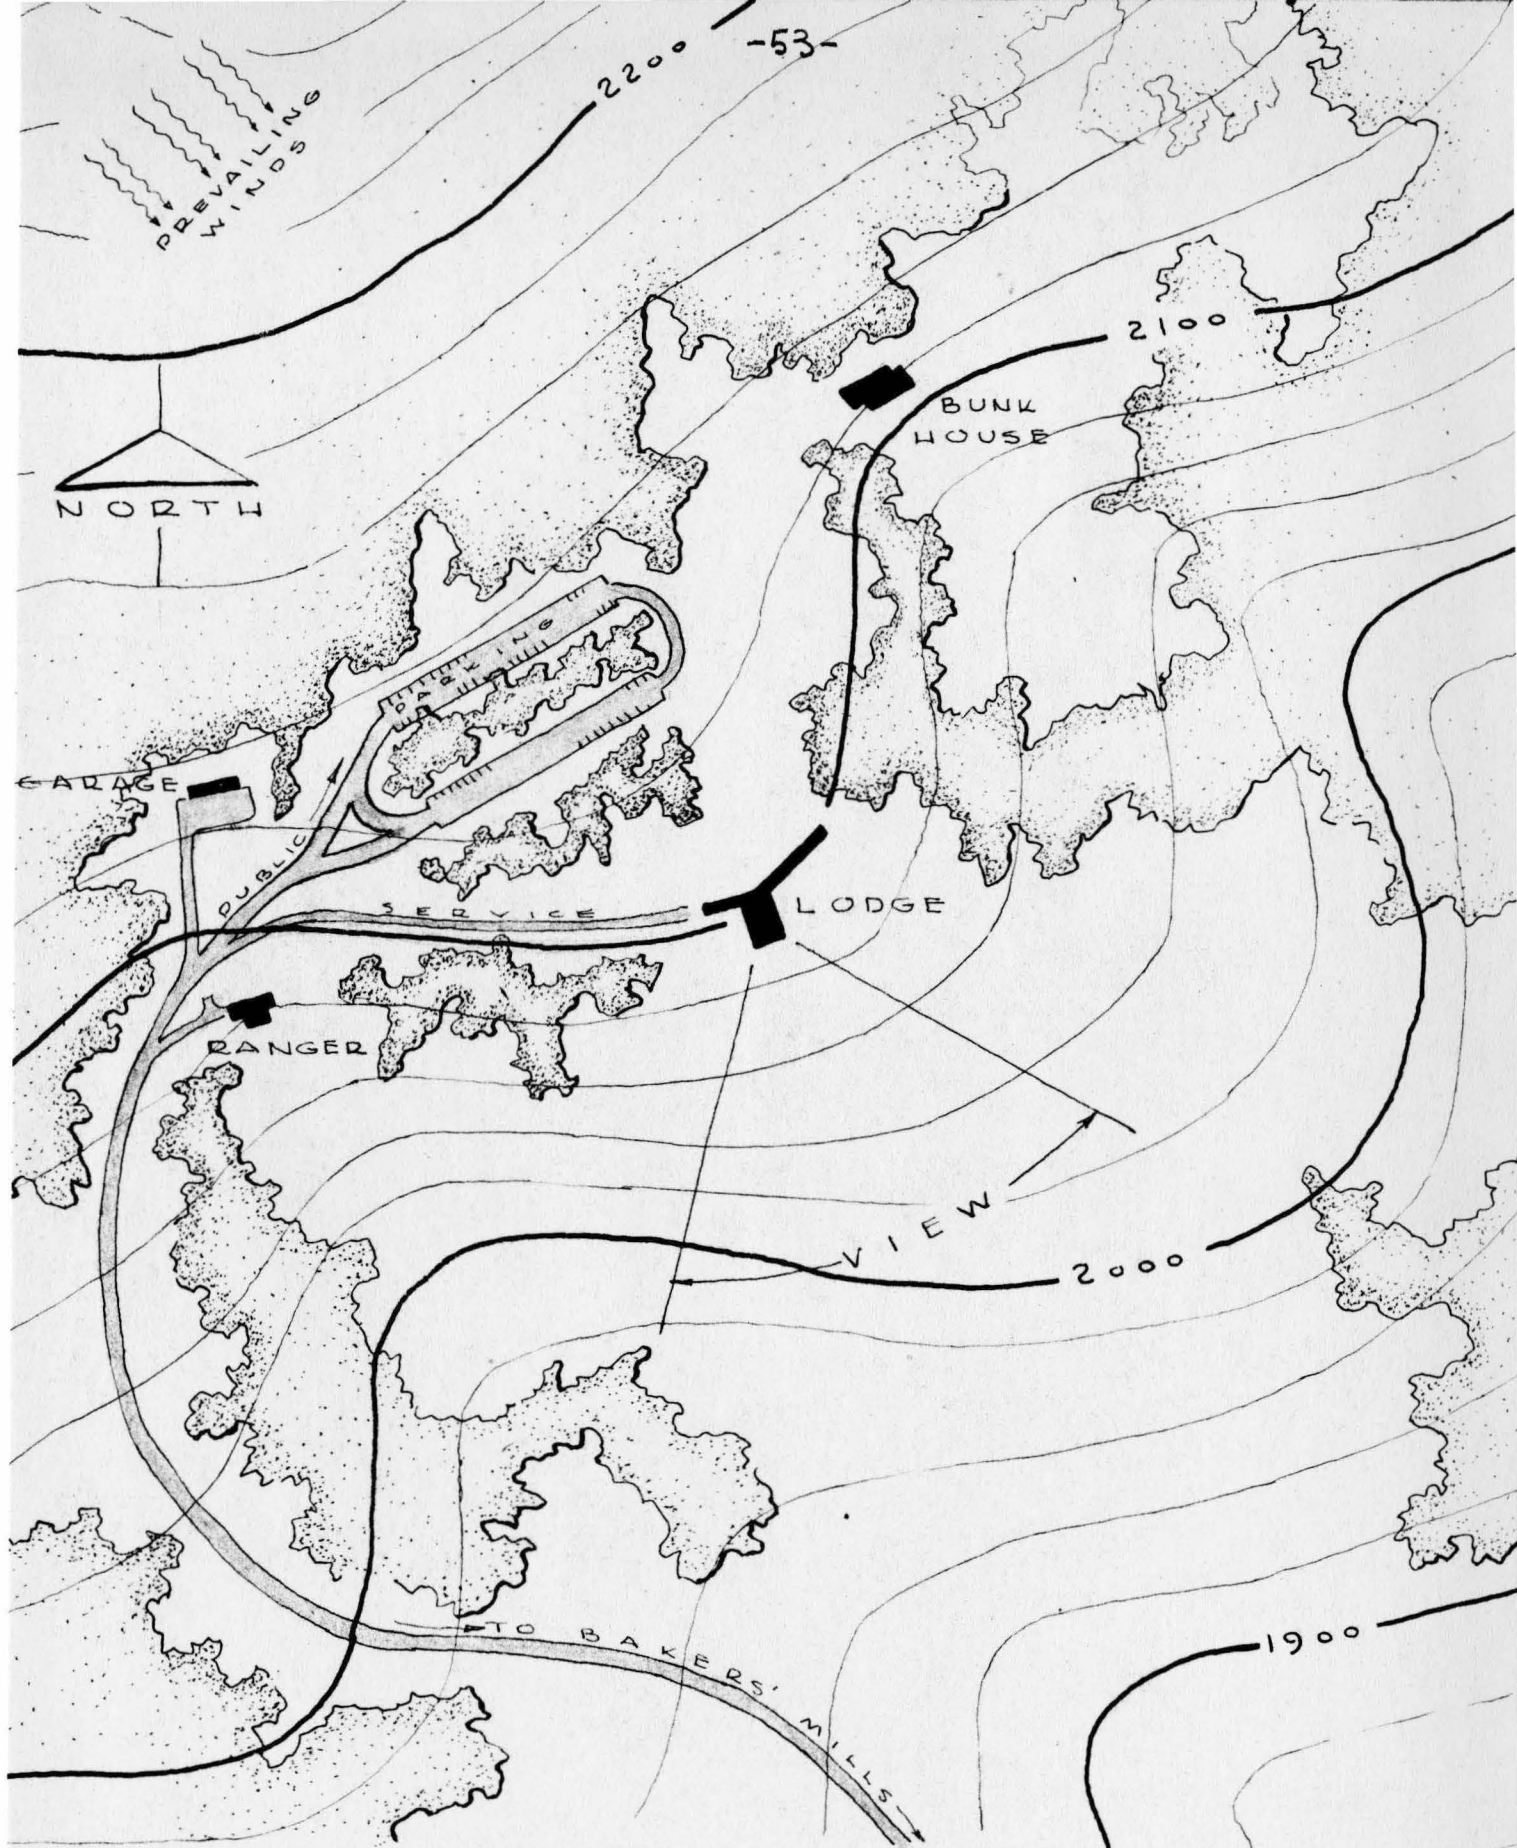 -53-
2200
PREVAILING
WINDS
2100
BUNK
HOUSE
NORTH
PARKING
GARAGE
PUBLIC
SERVICE
LODGE
RANGER
VIEW
2000
1900
TO BAKERS' MILLS